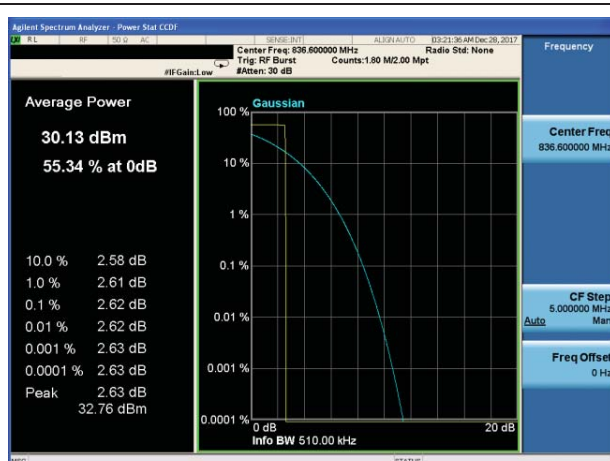 Agilent Spectrum Analyzer - Power Stat CCDF
RL RF 50 Ω AC SENSE:INT ALIGN AUTO 03:21:36 AM Dec 28, 2017
Center Freq: 836.600000 MHz Radio Std: None
Trig: RF Burst Counts:1.80 M/2.00 Mpt
#IFGain:Low #Atten: 30 dB
Frequency
Average Power
30.13 dBm
55.34 % at 0dB
10.0 % 2.58 dB
1.0 % 2.61 dB
0.1 % 2.62 dB
0.01 % 2.62 dB
0.001 % 2.63 dB
0.0001 % 2.63 dB
Peak 2.63 dB
32.76 dBm
Gaussian
100 %
10 %
1 %
0.1 %
0.01 %
0.001 %
0.0001 %
0 dB 20 dB
Info BW 510.00 kHz
Center Freq
836.600000 MHz
CF Step
5.000000 MHz
Auto Man
Freq Offset
0 Hz
MSG STATUS